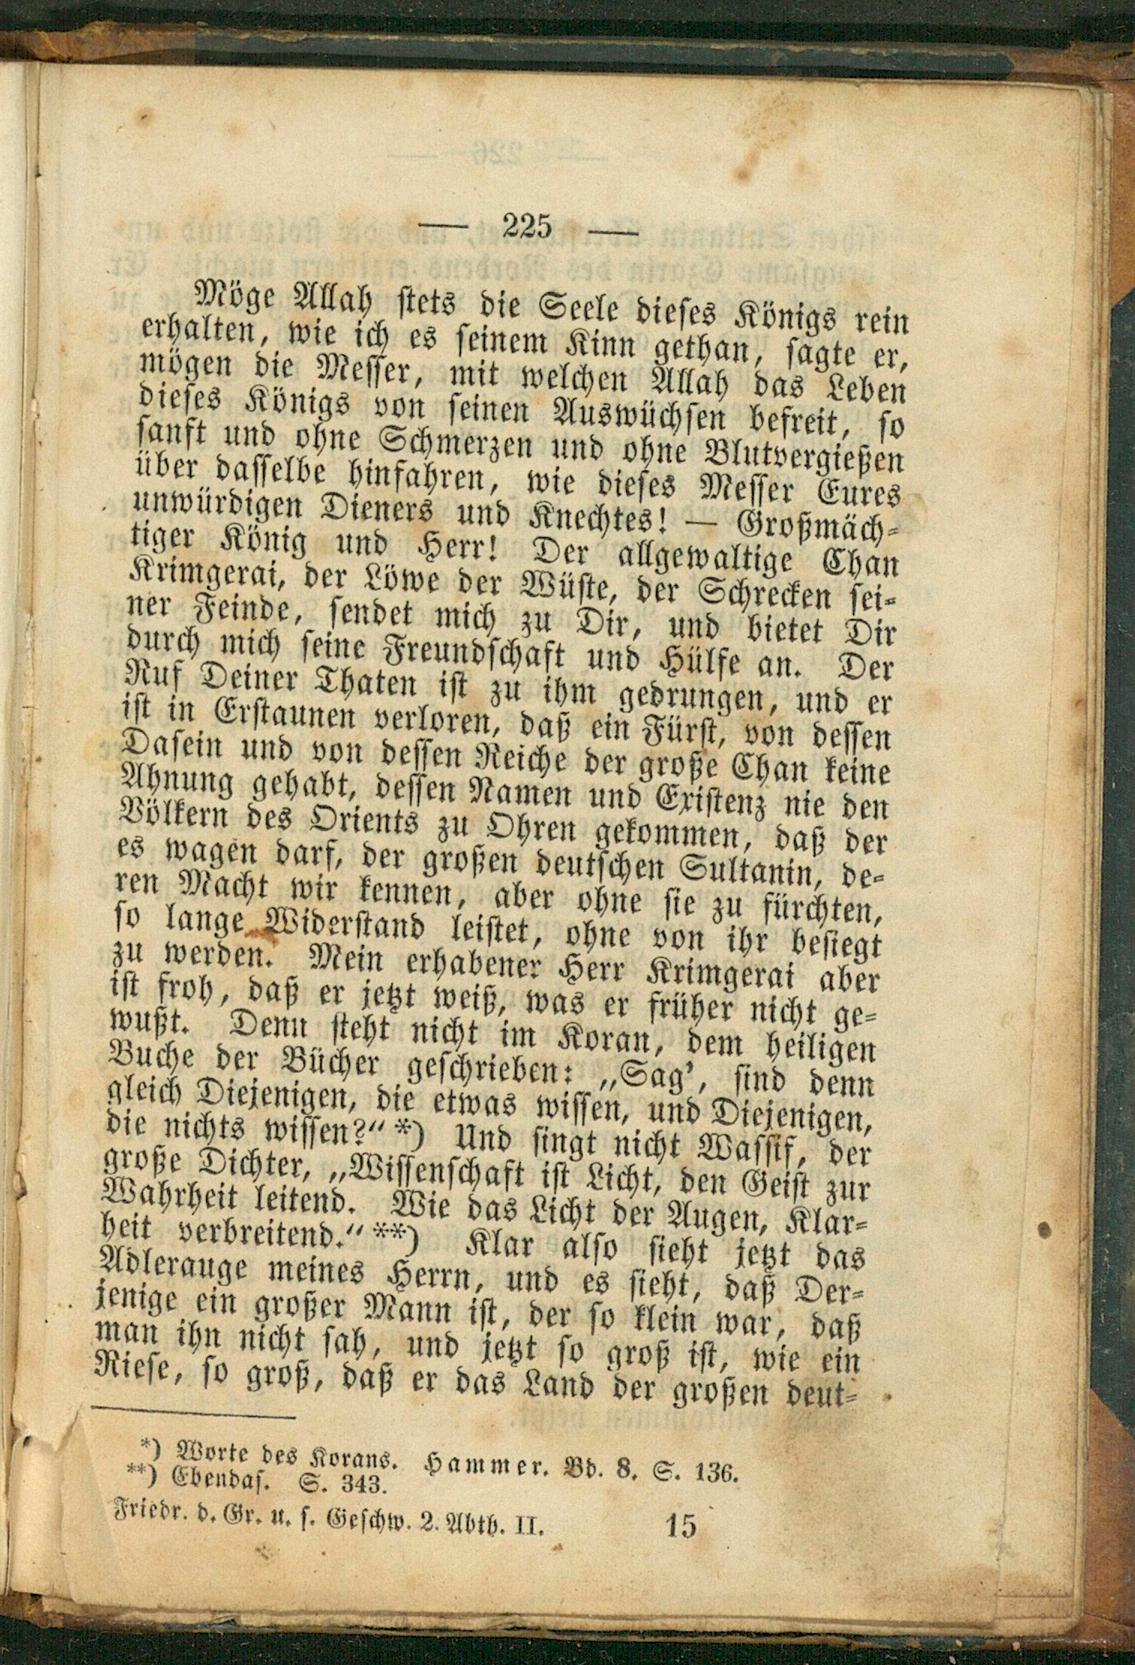 — 225 —
Möge Allah stets die Seele dieses Königs rein
erhalten, wie ich es seinem Kinn gethan, sagte er,
mögen die Messer, mit welchen Allah das Leben
dieses Königs von seinen Auswüchsen befreit, so
sanft und ohne Schmerzen und ohne Blutvergießen
über dasselbe hinfahren, wie dieses Messer Eures
unwürdigen Dieners und Knechtes! — Großmäch-
tiger König und Herr! Der allgewaltige Chan
Krimgerai, der Löwe der Wüste, der Schrecken sei-
ner Feinde, sendet mich zu Dir, und bietet Dir
durch mich seine Freundschaft und Hülfe an. Der
Ruf Deiner Thaten ist zu ihm gedrungen, und er
ist in Erstaunen verloren, daß ein Fürst, von dessen
Dasein und von dessen Reiche der große Chan keine
Ahnung gehabt, dessen Namen und Existenz nie den
Völkern des Orients zu Ohren gekommen, daß der
es wagen darf, der großen deutschen Sultanin, de-
ren Macht wir kennen, aber ohne sie zu fürchten,
so lange Widerstand leistet, ohne von ihr besiegt
zu werden. Mein erhabener Herr Krimgerai aber
ist froh, daß er jetzt weiß, was er früher nicht ge-
wußt. Denn steht nicht im Koran, dem heiligen
Buche der Bücher geschrieben: „Sag', sind denn
gleich Diejenigen, die etwas wissen, und Diejenigen,
die nichts wissen?“ *) Und singt nicht Wassif, der
große Dichter, „Wissenschaft ist Licht, den Geist zur
Wahrheit leitend. Wie das Licht der Augen, Klar-
heit verbreitend.“ **) Klar also sieht jetzt das
Adlerauge meines Herrn, und es sieht, daß Der-
jenige ein großer Mann ist, der so klein war, daß
man ihn nicht sah, und jetzt so groß ist, wie ein
Riese, so groß, daß er das Land der großen deut-
*) Worte des Korans. Hammer. Bd. 8. S. 136.
**) Ebendas. S. 343.
Friedr. d. Gr. u. s. Geschw. 2. Abth. II. 15